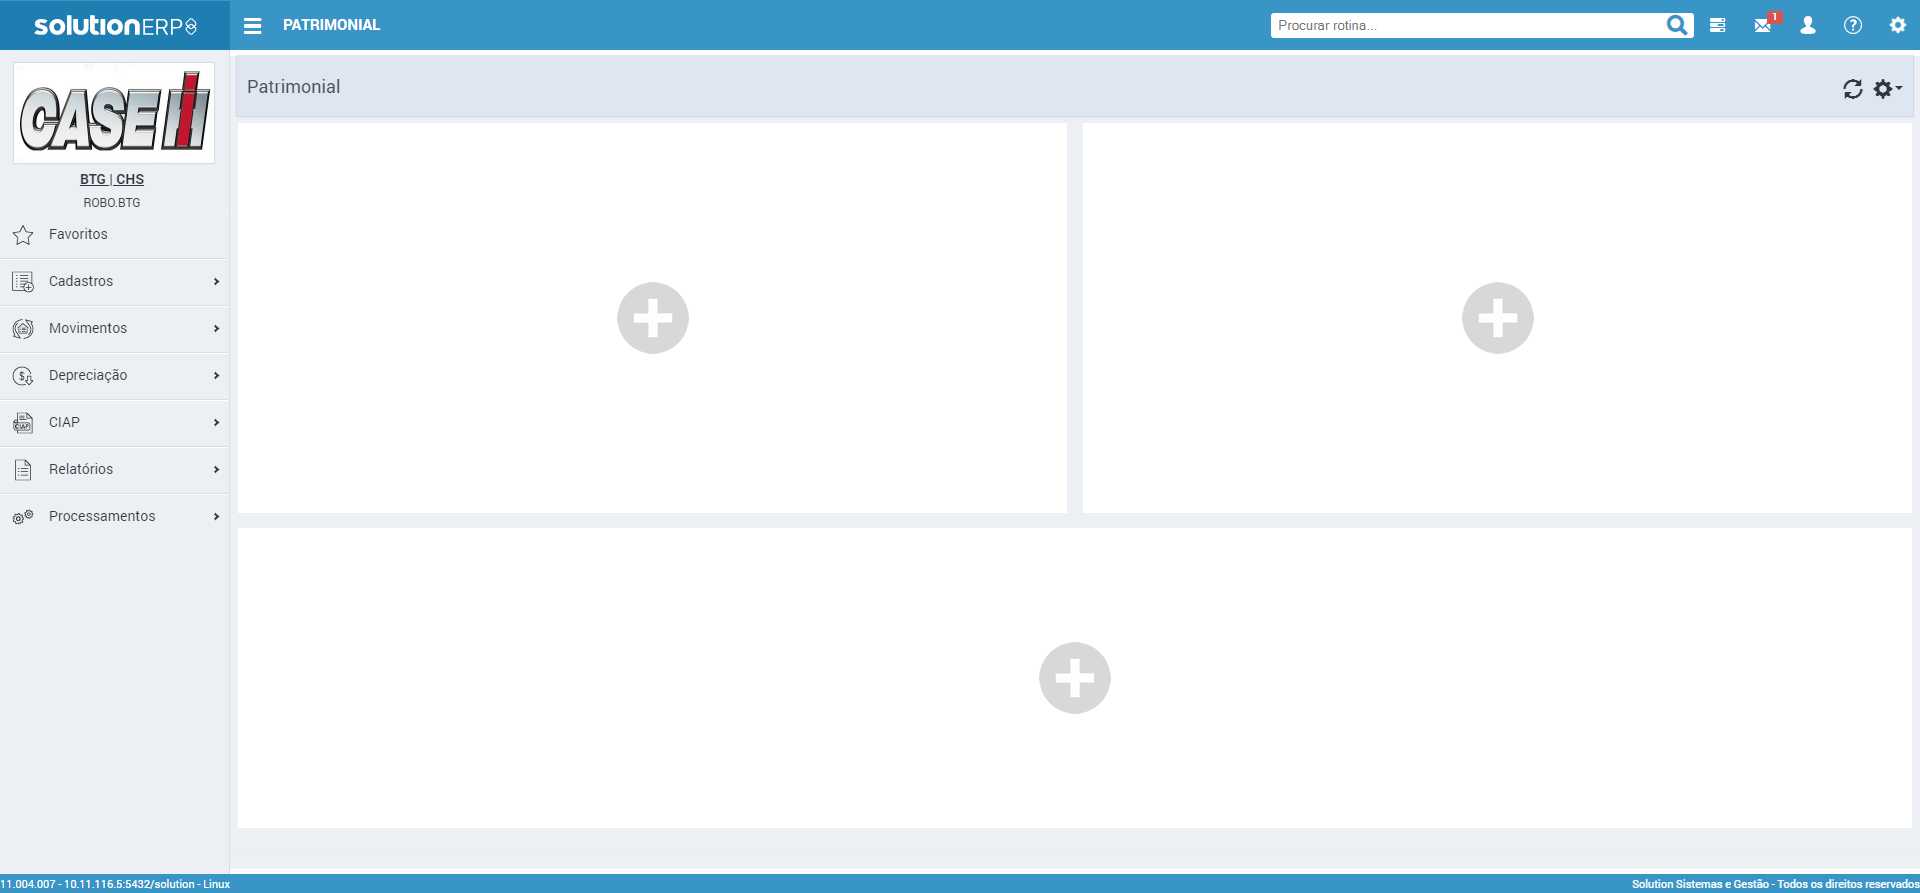 solutionERP
PATRIMONIAL
Procurar rotina...
1
CASE IH
BTG | CHS
ROBO.BTG
Patrimonial
Favoritos
Cadastros
Movimentos
Depreciação
CIAP
Relatórios
Processamentos
11.004.007 - 10.11.116.5:5432/solution - Linux
Solution Sistemas e Gestão - Todos os direitos reservados